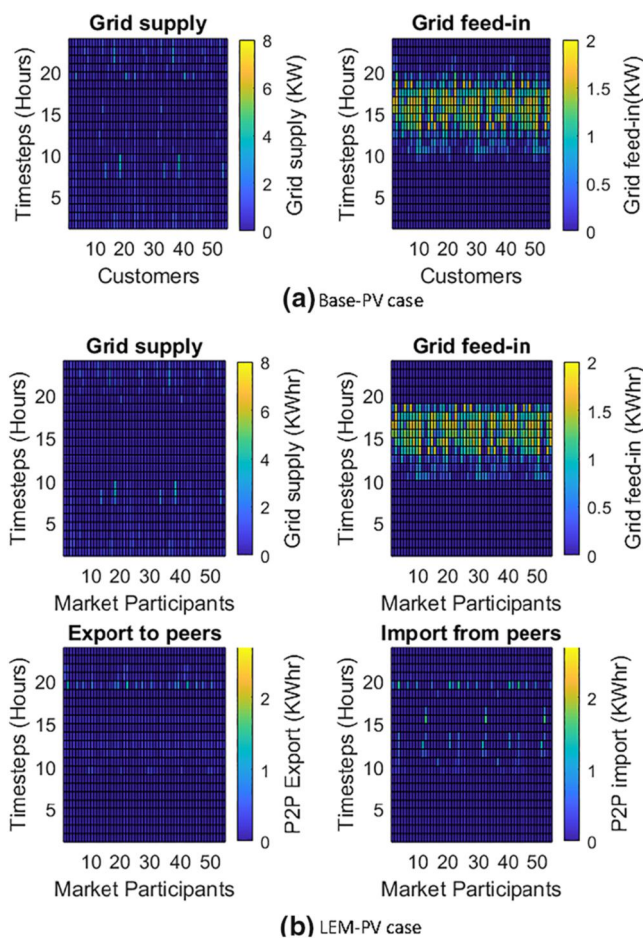 Grid supply
Timesteps (Hours)
20
15
10
5
10 20 30 40 50
Customers
8
6
4
2
0
Grid supply (KW)
Grid feed-in
Timesteps (Hours)
20
15
10
5
10 20 30 40 50
Customers
2
1.5
1
0.5
0
Grid feed-in(KW)
(a) Base-PV case
Grid supply
Timesteps (Hours)
20
15
10
5
10 20 30 40 50
Market Participants
8
6
4
2
0
Grid supply (KWhr)
Grid feed-in
Timesteps (Hours)
20
15
10
5
10 20 30 40 50
Market Participants
2
1.5
1
0.5
0
Grid feed-in (KWhr)
Export to peers
Timesteps (Hours)
20
15
10
5
10 20 30 40 50
Market Participants
2
1
0
P2P Export (KWhr)
Import from peers
Timesteps (Hours)
20
15
10
5
10 20 30 40 50
Market Participants
2
1
0
P2P import (KWhr)
(b) LEM-PV case